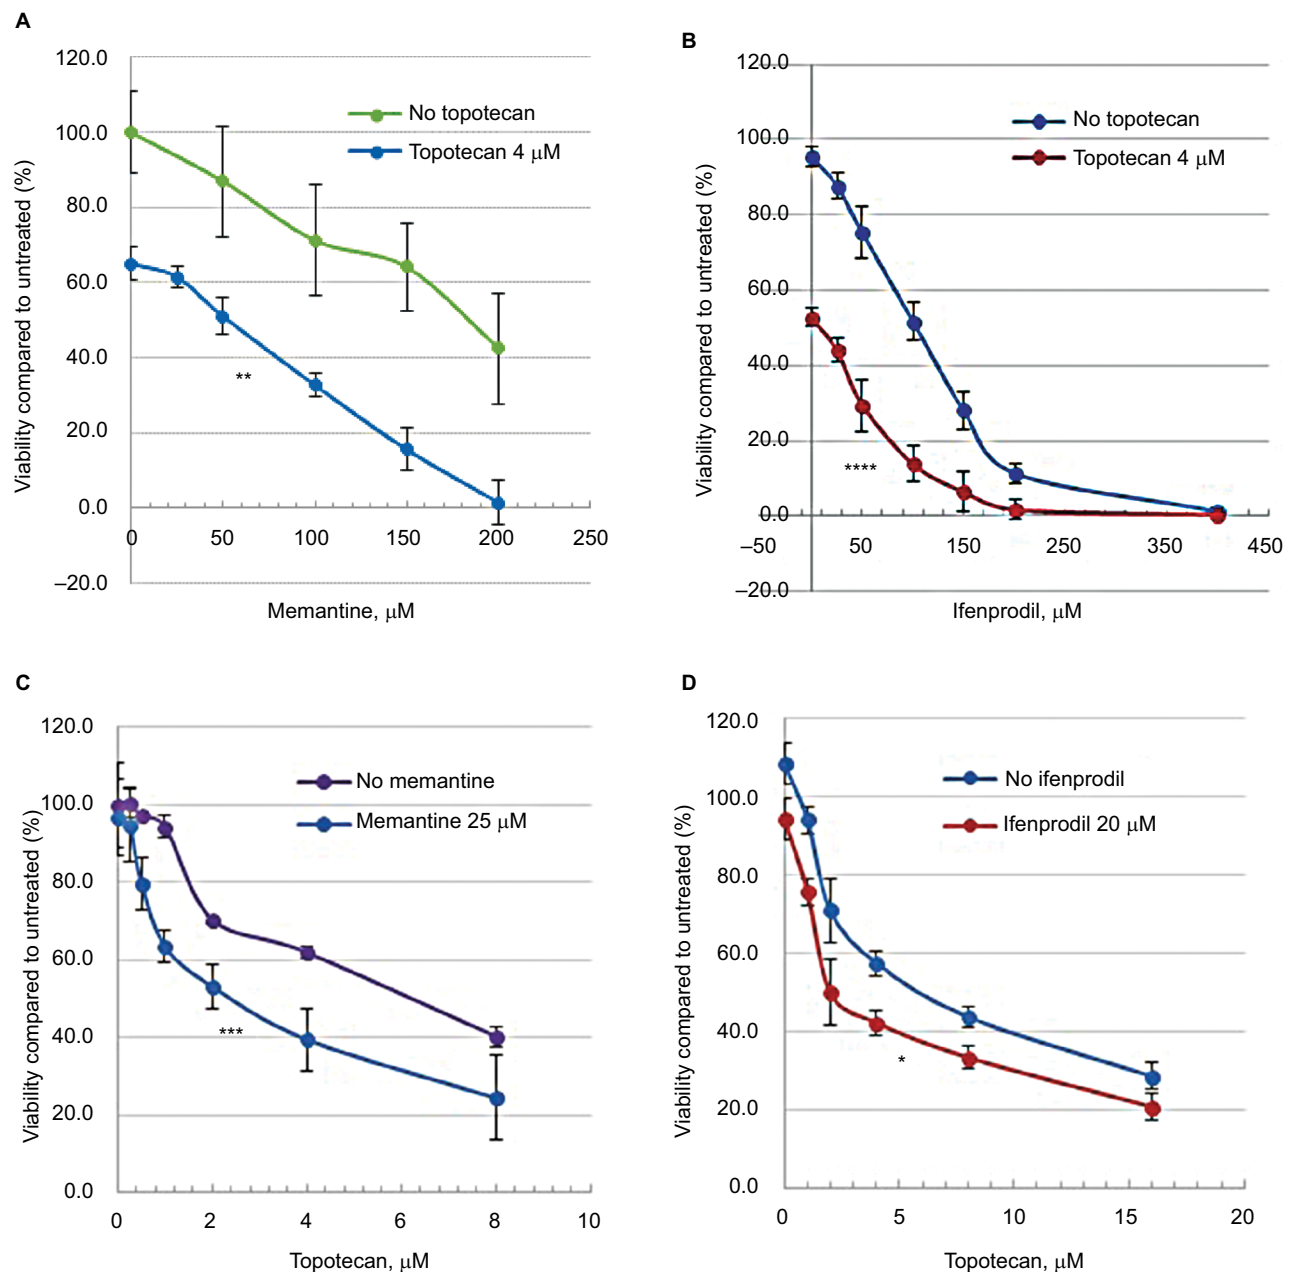 A
120.0
100.0
80.0
60.0
40.0
20.0
0.0
–20.0
Viability compared to untreated (%)
No topotecan
Topotecan 4 μM
**
0 50 100 150 200 250
Memantine, μM
B
120.0
100.0
80.0
60.0
40.0
20.0
0.0
–20.0
Viability compared to untreated (%)
No topotecan
Topotecan 4 μM
****
–50 50 150 250 350 450
Ifenprodil, μM
C
120.0
100.0
80.0
60.0
40.0
20.0
0.0
Viability compared to untreated (%)
No memantine
Memantine 25 μM
***
0 2 4 6 8 10
Topotecan, μM
D
120.0
100.0
80.0
60.0
40.0
20.0
0.0
Viability compared to untreated (%)
No ifenprodil
Ifenprodil 20 μM
*
0 5 10 15 20
Topotecan, μM